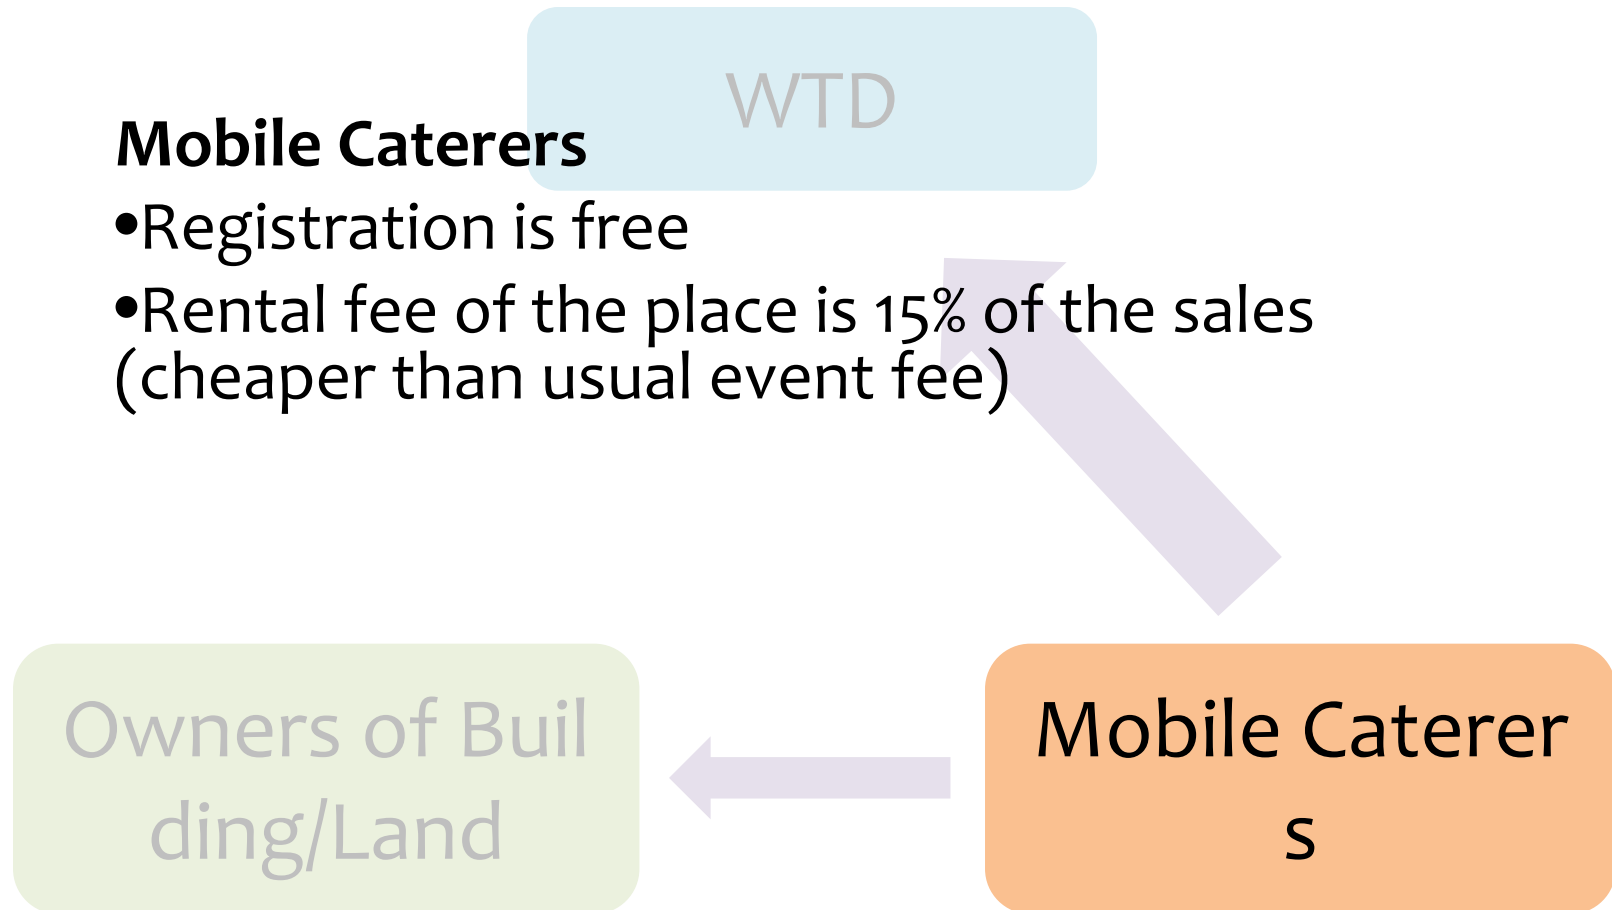 WTD
Mobile Caterers
•Registration is free
•Rental fee of the place is 15% of the sales
(cheaper than usual event fee)
Owners of Buil
ding/Land
Mobile Caterer
s